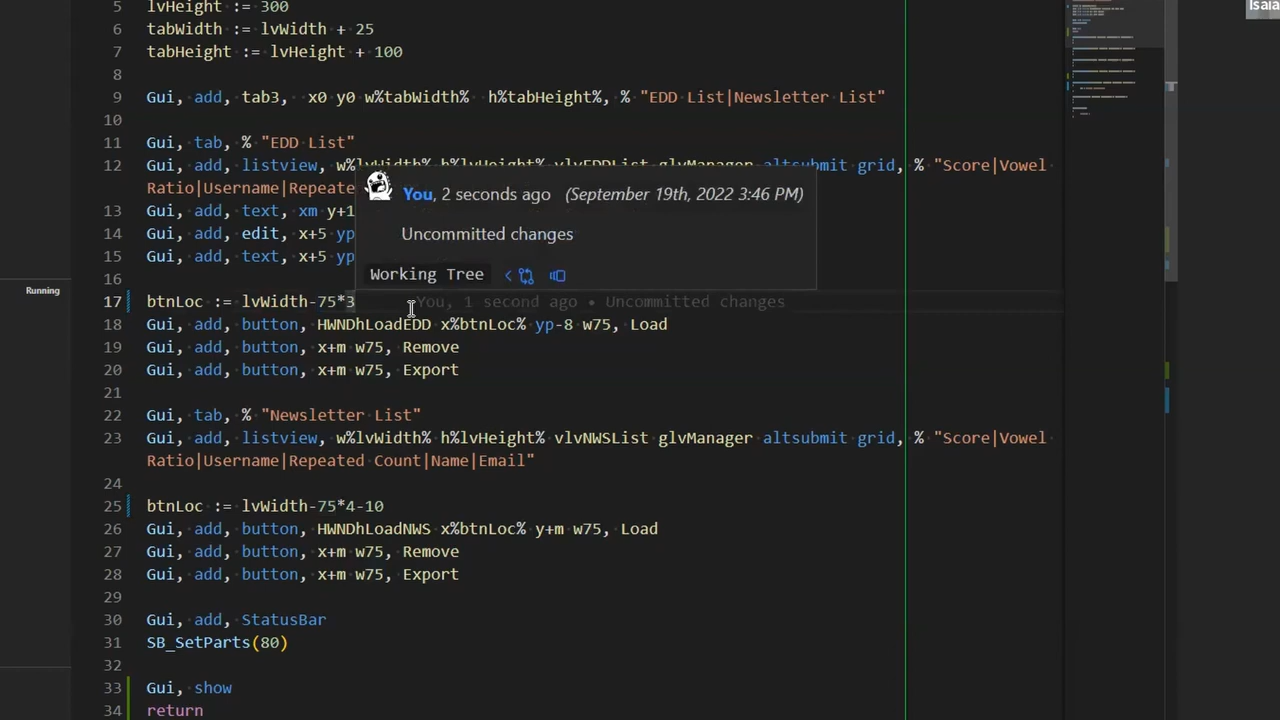 Isaia
5 lvHeight := 300
6 tabWidth := lvWidth + 25
7 tabHeight := lvHeight + 100
8
9 Gui, add, tab3,  x0 y0 w%tabWidth%  h%tabHeight%, % "EDD List|Newsletter List"
10
11 Gui, tab, % "EDD List"
12 Gui, add, listview, w%lvWidth% h%lvHeight% vlvEDDList glvManager altsubmit grid, % "Score|Vowel
Ratio|Username|Repeate
You, 2 seconds ago (September 19th, 2022 3:46 PM)
13 Gui, add, text, xm y+1
14 Gui, add, edit, x+5 yp
Uncommitted changes
15 Gui, add, text, x+5 yp
16
Working Tree
Running
17 btnLoc := lvWidth-75*3 You, 1 second ago • Uncommitted changes
18 Gui, add, button, HWNDhLoadEDD x%btnLoc% yp-8 w75, Load
19 Gui, add, button, x+m w75, Remove
20 Gui, add, button, x+m w75, Export
21
22 Gui, tab, % "Newsletter List"
23 Gui, add, listview, w%lvWidth% h%lvHeight% vlvNWSList glvManager altsubmit grid, % "Score|Vowel
Ratio|Username|Repeated Count|Name|Email"
24
25 btnLoc := lvWidth-75*4-10
26 Gui, add, button, HWNDhLoadNWS x%btnLoc% y+m w75, Load
27 Gui, add, button, x+m w75, Remove
28 Gui, add, button, x+m w75, Export
29
30 Gui, add, StatusBar
31 SB_SetParts(80)
32
33 Gui, show
34 return